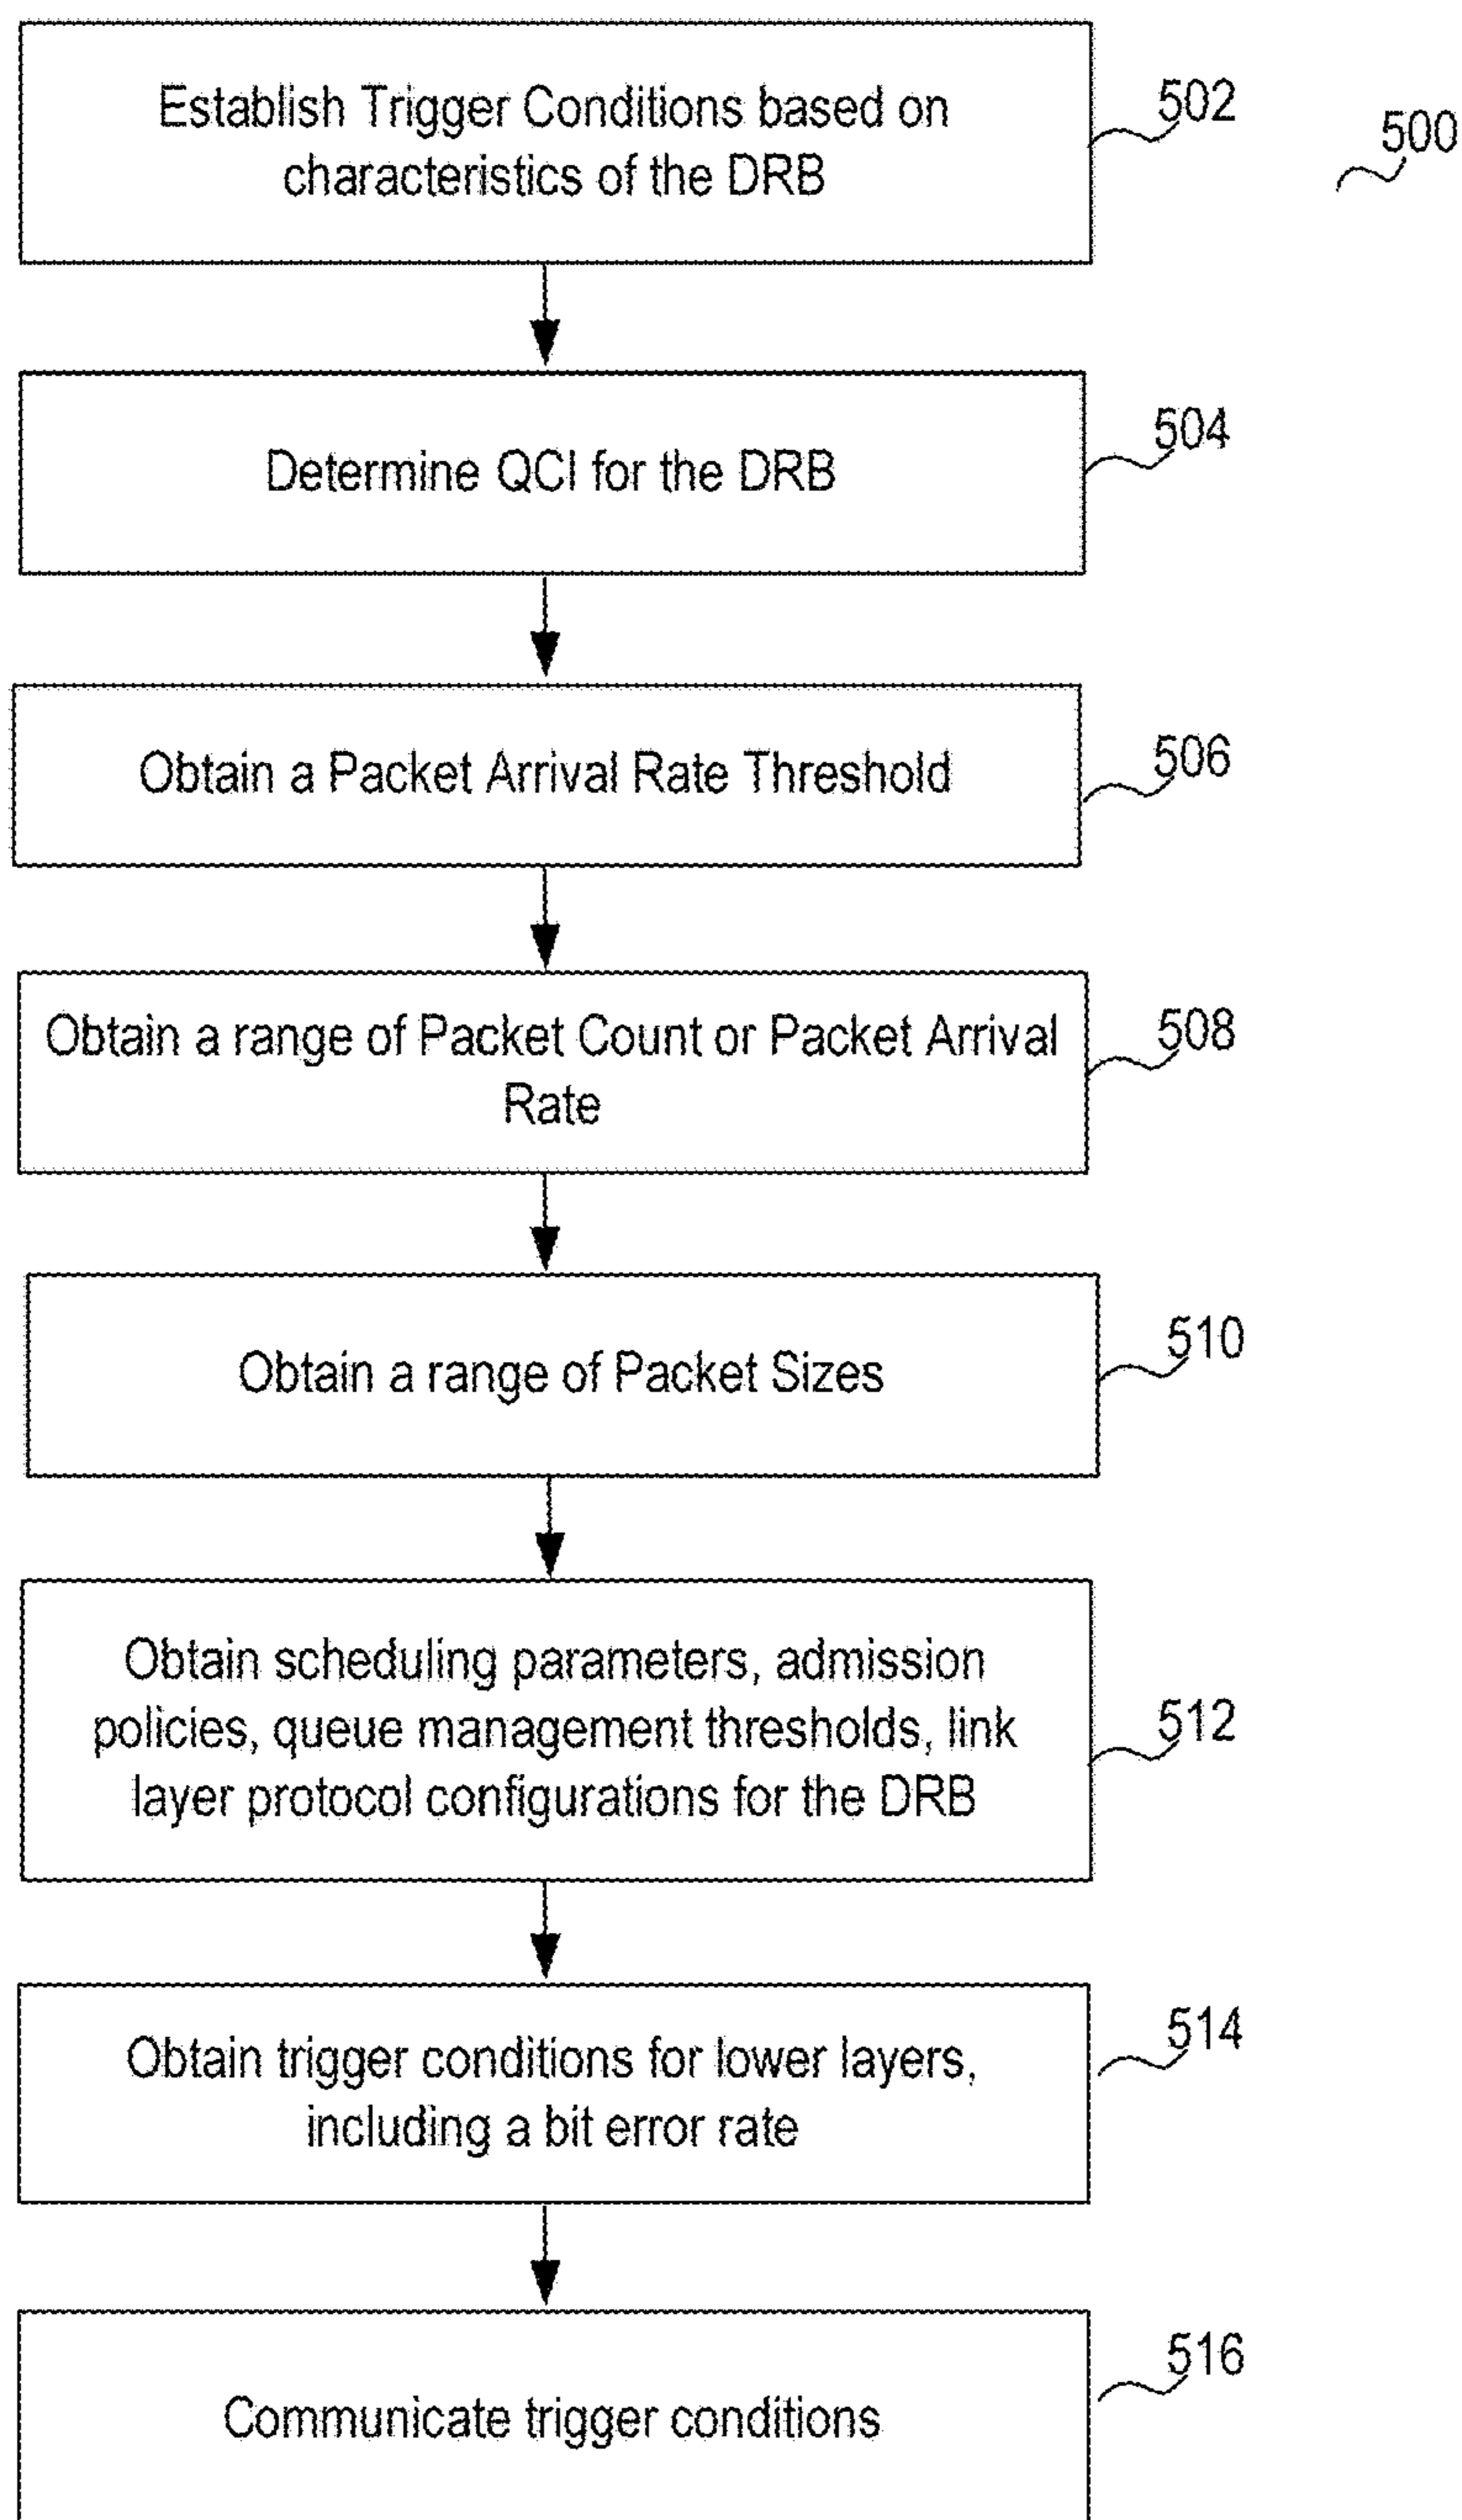 Establish Trigger Conditions based on
characteristics of the DRB
502
500
Determine QCI for the DRB
504
Obtain a Packet Arrival Rate Threshold
506
Obtain a range of Packet Count or Packet Arrival
Rate
508
Obtain a range of Packet Sizes
510
Obtain scheduling parameters, admission
policies, queue management thresholds, link
layer protocol configurations for the DRB
512
Obtain trigger conditions for lower layers,
including a bit error rate
514
Communicate trigger conditions
516